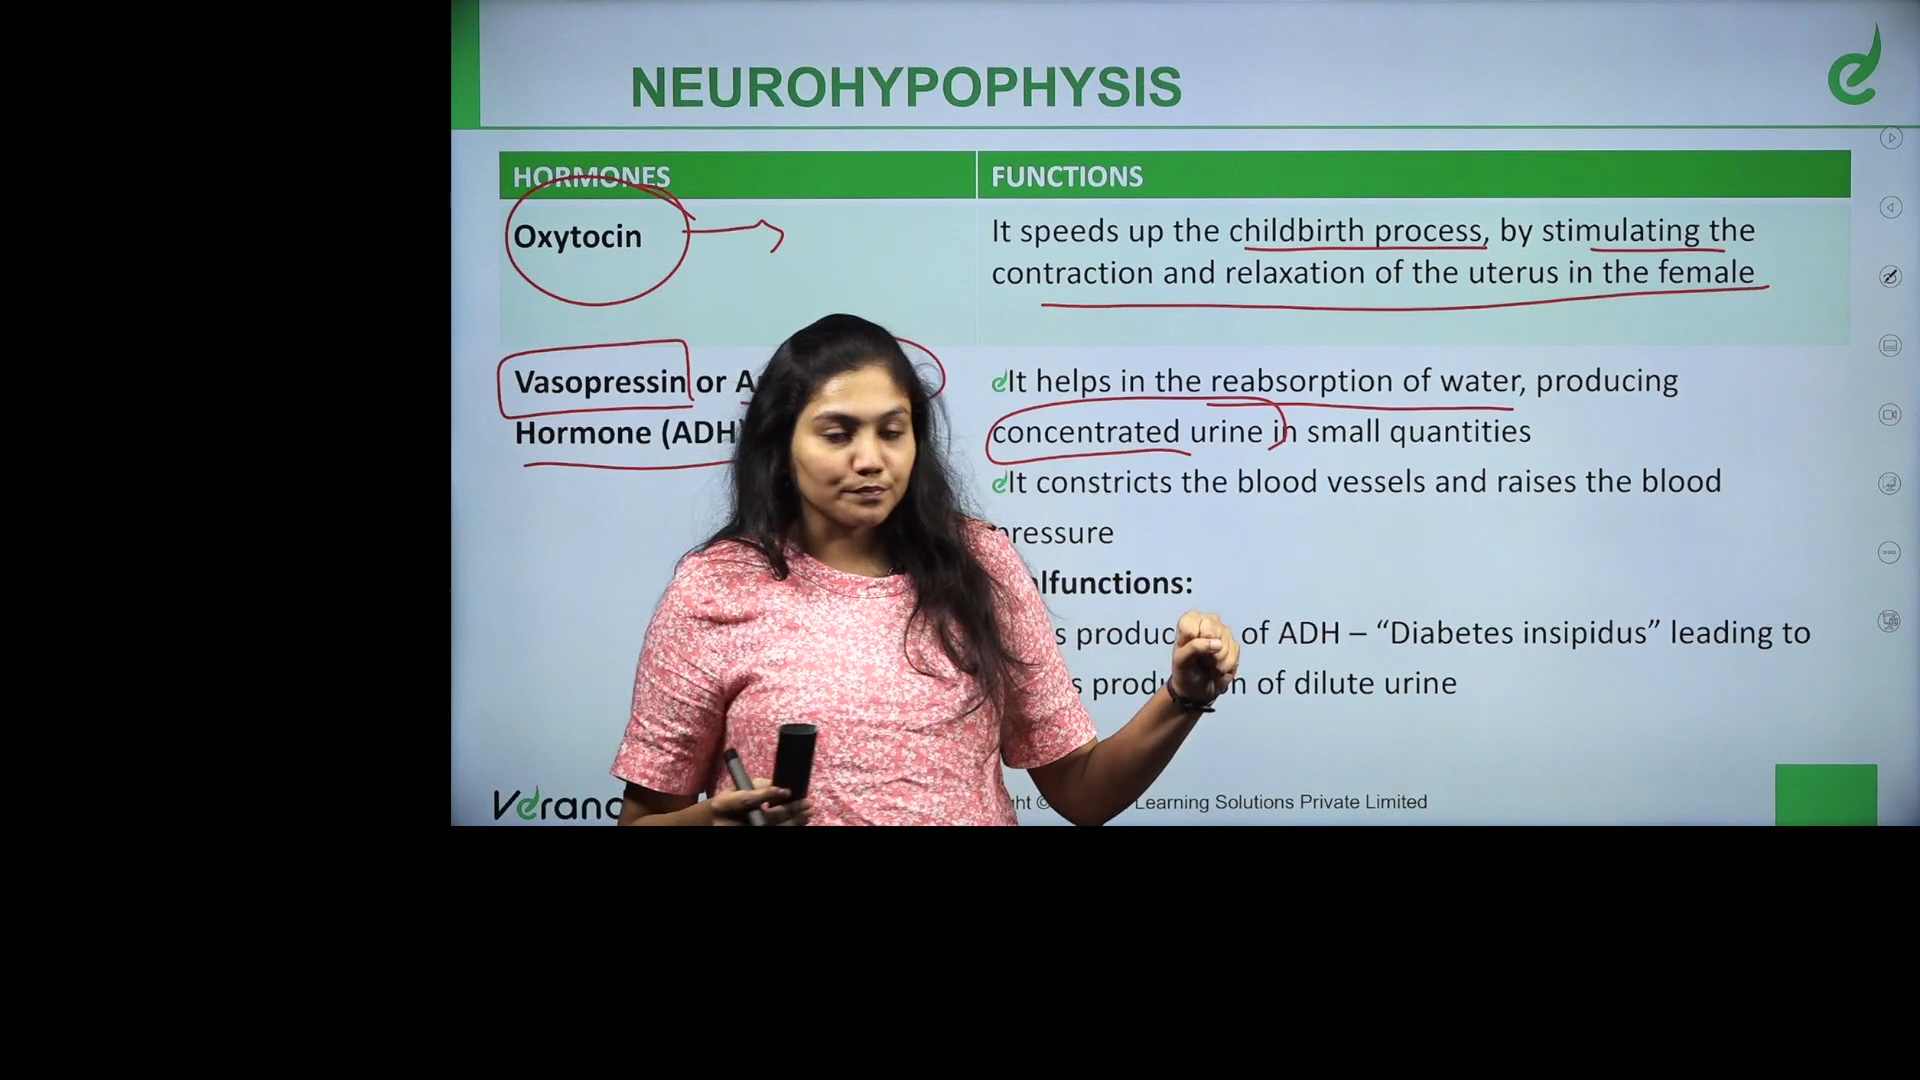 NEUROHYPOPHYSIS
HORMONES
FUNCTIONS
Oxytocin
It speeds up the childbirth process, by stimulating the
contraction and relaxation of the uterus in the female
Vasopressin or
Hormone (ADH)
It helps in the reabsorption of water, producing
concentrated urine in small quantities
It constricts the blood vessels and raises the blood
pressure
lfunctions:
s produc of ADH – “Diabetes insipidus” leading to
s prod n of dilute urine
Veran
ht © Learning Solutions Private Limited